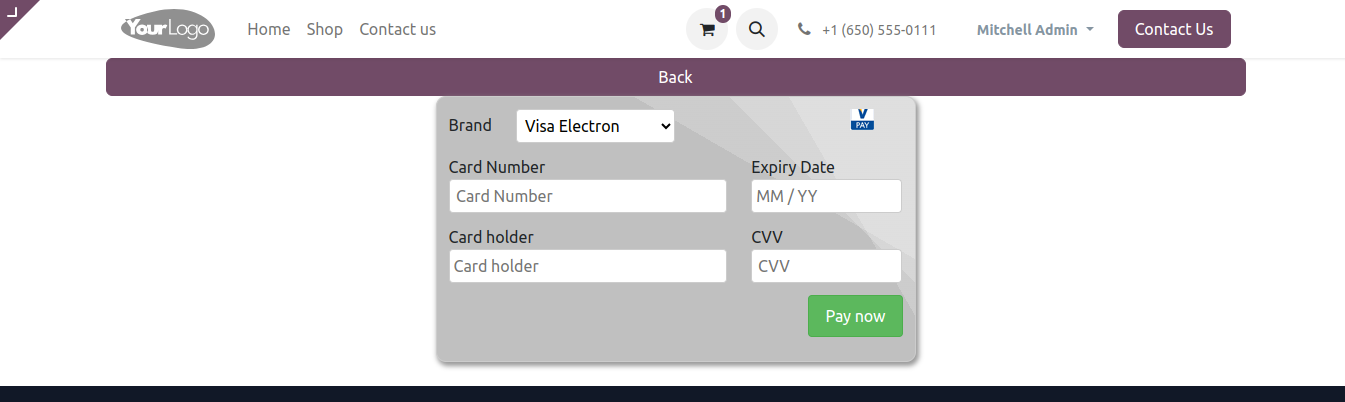 YourLogo Home Shop Contact us 1 +1 (650) 555-0111 Mitchell Admin Contact Us
Back
Brand Visa Electron V PAY
Card Number Expiry Date
Card Number MM / YY
Card holder CVV
Card holder CVV
Pay now